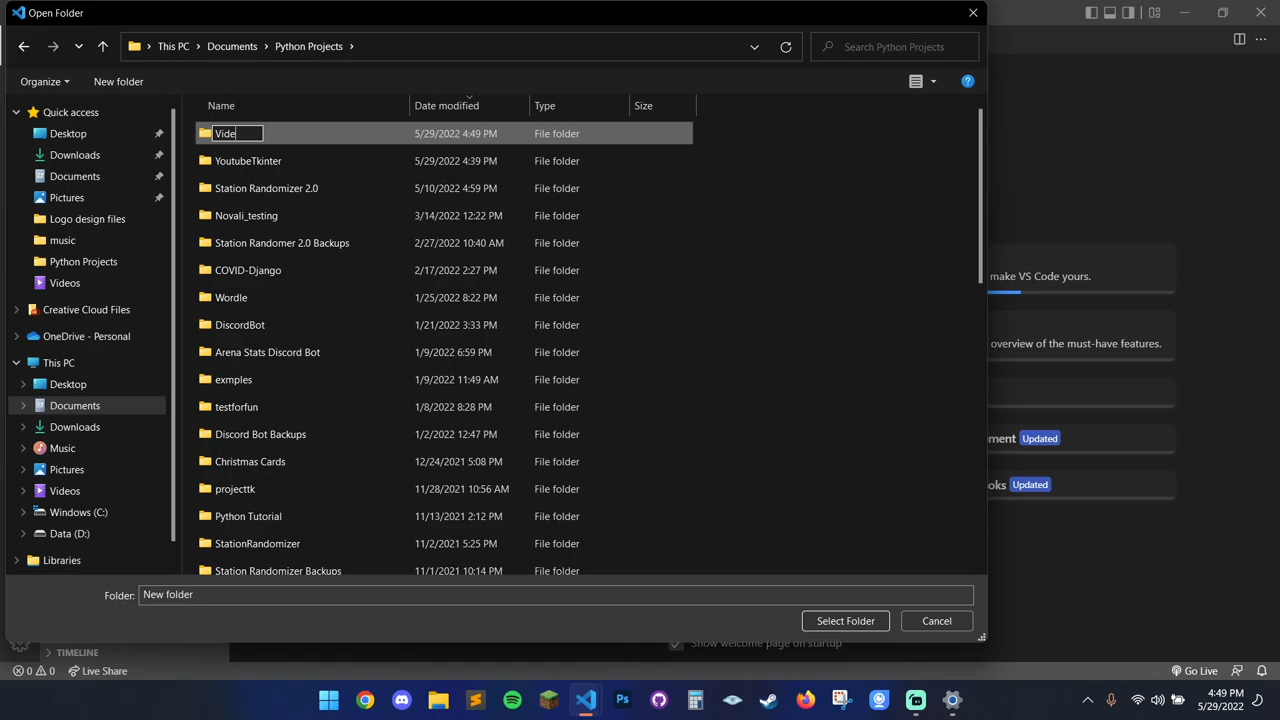 Open Folder
This PC > Documents > Python Projects >
Search Python Projects
Organize
New folder
?
Name
Date modified
Type
Size
Quick access
Desktop
Downloads
Documents
Pictures
Logo design files
music
Python Projects
Videos
Creative Cloud Files
OneDrive - Personal
This PC
Desktop
Documents
Downloads
Music
Pictures
Videos
Windows (C:)
Data (D:)
Libraries
Vide 5/29/2022 4:49 PM File folder
YoutubeTkinter 5/29/2022 4:39 PM File folder
Station Randomizer 2.0 5/10/2022 4:59 PM File folder
Novali_testing 3/14/2022 12:22 PM File folder
Station Randomer 2.0 Backups 2/27/2022 10:40 AM File folder
COVID-Django 2/17/2022 2:27 PM File folder
Wordle 1/25/2022 8:22 PM File folder
DiscordBot 1/21/2022 3:33 PM File folder
Arena Stats Discord Bot 1/9/2022 6:59 PM File folder
exmples 1/9/2022 11:49 AM File folder
testforfun 1/8/2022 8:28 PM File folder
Discord Bot Backups 1/2/2022 12:47 PM File folder
Christmas Cards 12/24/2021 5:08 PM File folder
projecttk 11/28/2021 10:56 AM File folder
Python Tutorial 11/13/2021 2:12 PM File folder
StationRandomizer 11/2/2021 5:25 PM File folder
Station Randomizer Backups 11/1/2021 10:14 PM File folder
Folder: New folder
Select Folder
Cancel
make VS Code yours.
overview of the must-have features.
ment Updated
oks Updated
Show welcome page on startup
TIMELINE
0 0 Live Share
Go Live
Ps
4:49 PM
5/29/2022